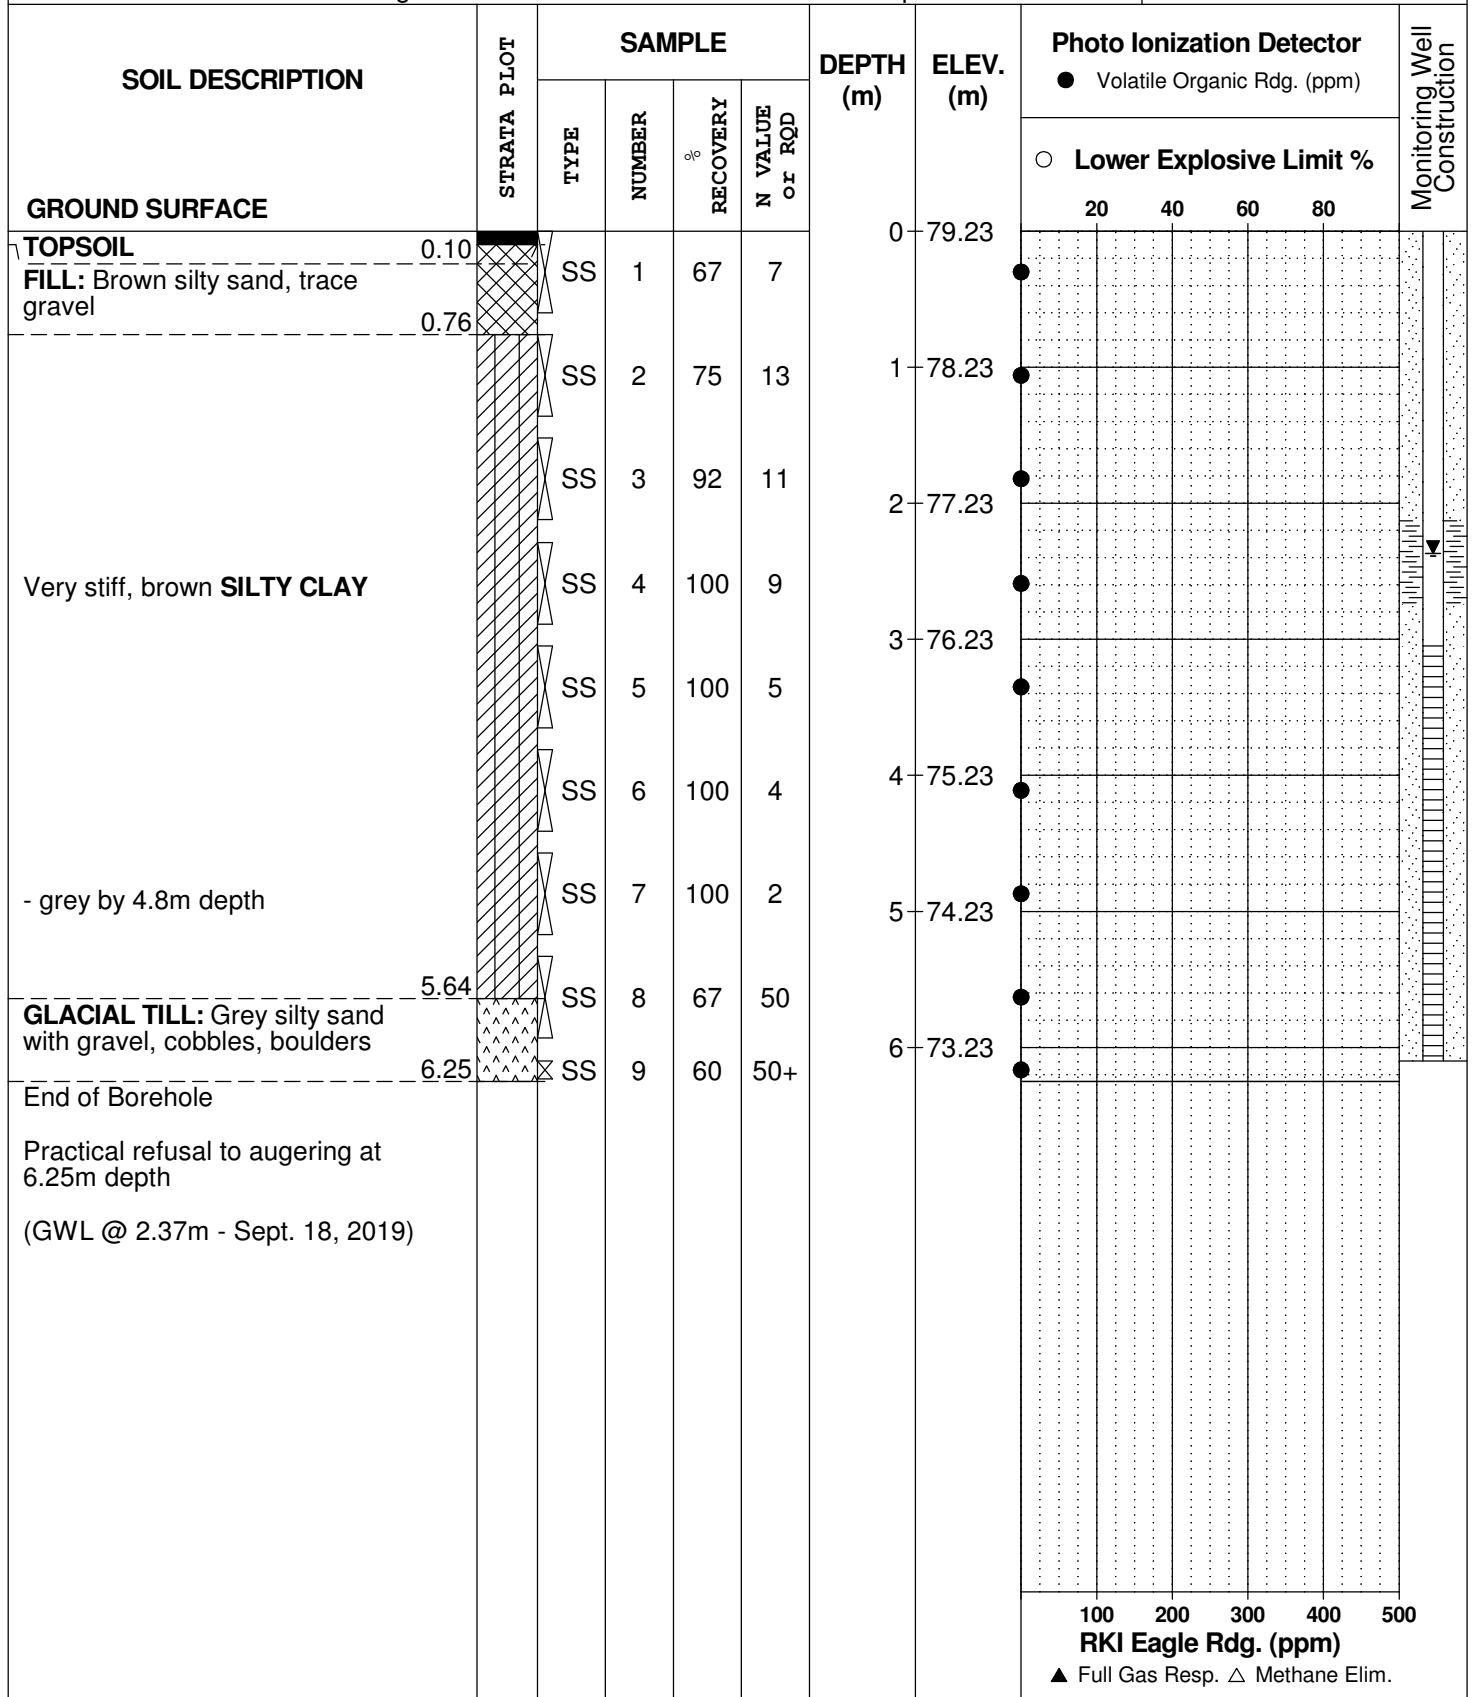 SOIL DESCRIPTION
GROUND SURFACE
STRATA PLOT
SAMPLE
TYPE
NUMBER
% RECOVERY
N VALUE or RQD
DEPTH (m)
ELEV. (m)
Photo Ionization Detector
● Volatile Organic Rdg. (ppm)
○ Lower Explosive Limit %
20 40 60 80
Monitoring Well Construction
0 79.23
TOPSOIL 0.10
FILL: Brown silty sand, trace
gravel
0.76
SS 1 67 7
SS 2 75 13
1 78.23
SS 3 92 11
2 77.23
Very stiff, brown SILTY CLAY
SS 4 100 9
3 76.23
SS 5 100 5
4 75.23
SS 6 100 4
- grey by 4.8m depth
SS 7 100 2
5 74.23
5.64
SS 8 67 50
GLACIAL TILL: Grey silty sand
with gravel, cobbles, boulders
6 73.23
6.25
SS 9 60 50+
End of Borehole
Practical refusal to augering at
6.25m depth
(GWL @ 2.37m - Sept. 18, 2019)
100 200 300 400 500
RKI Eagle Rdg. (ppm)
▲ Full Gas Resp. △ Methane Elim.